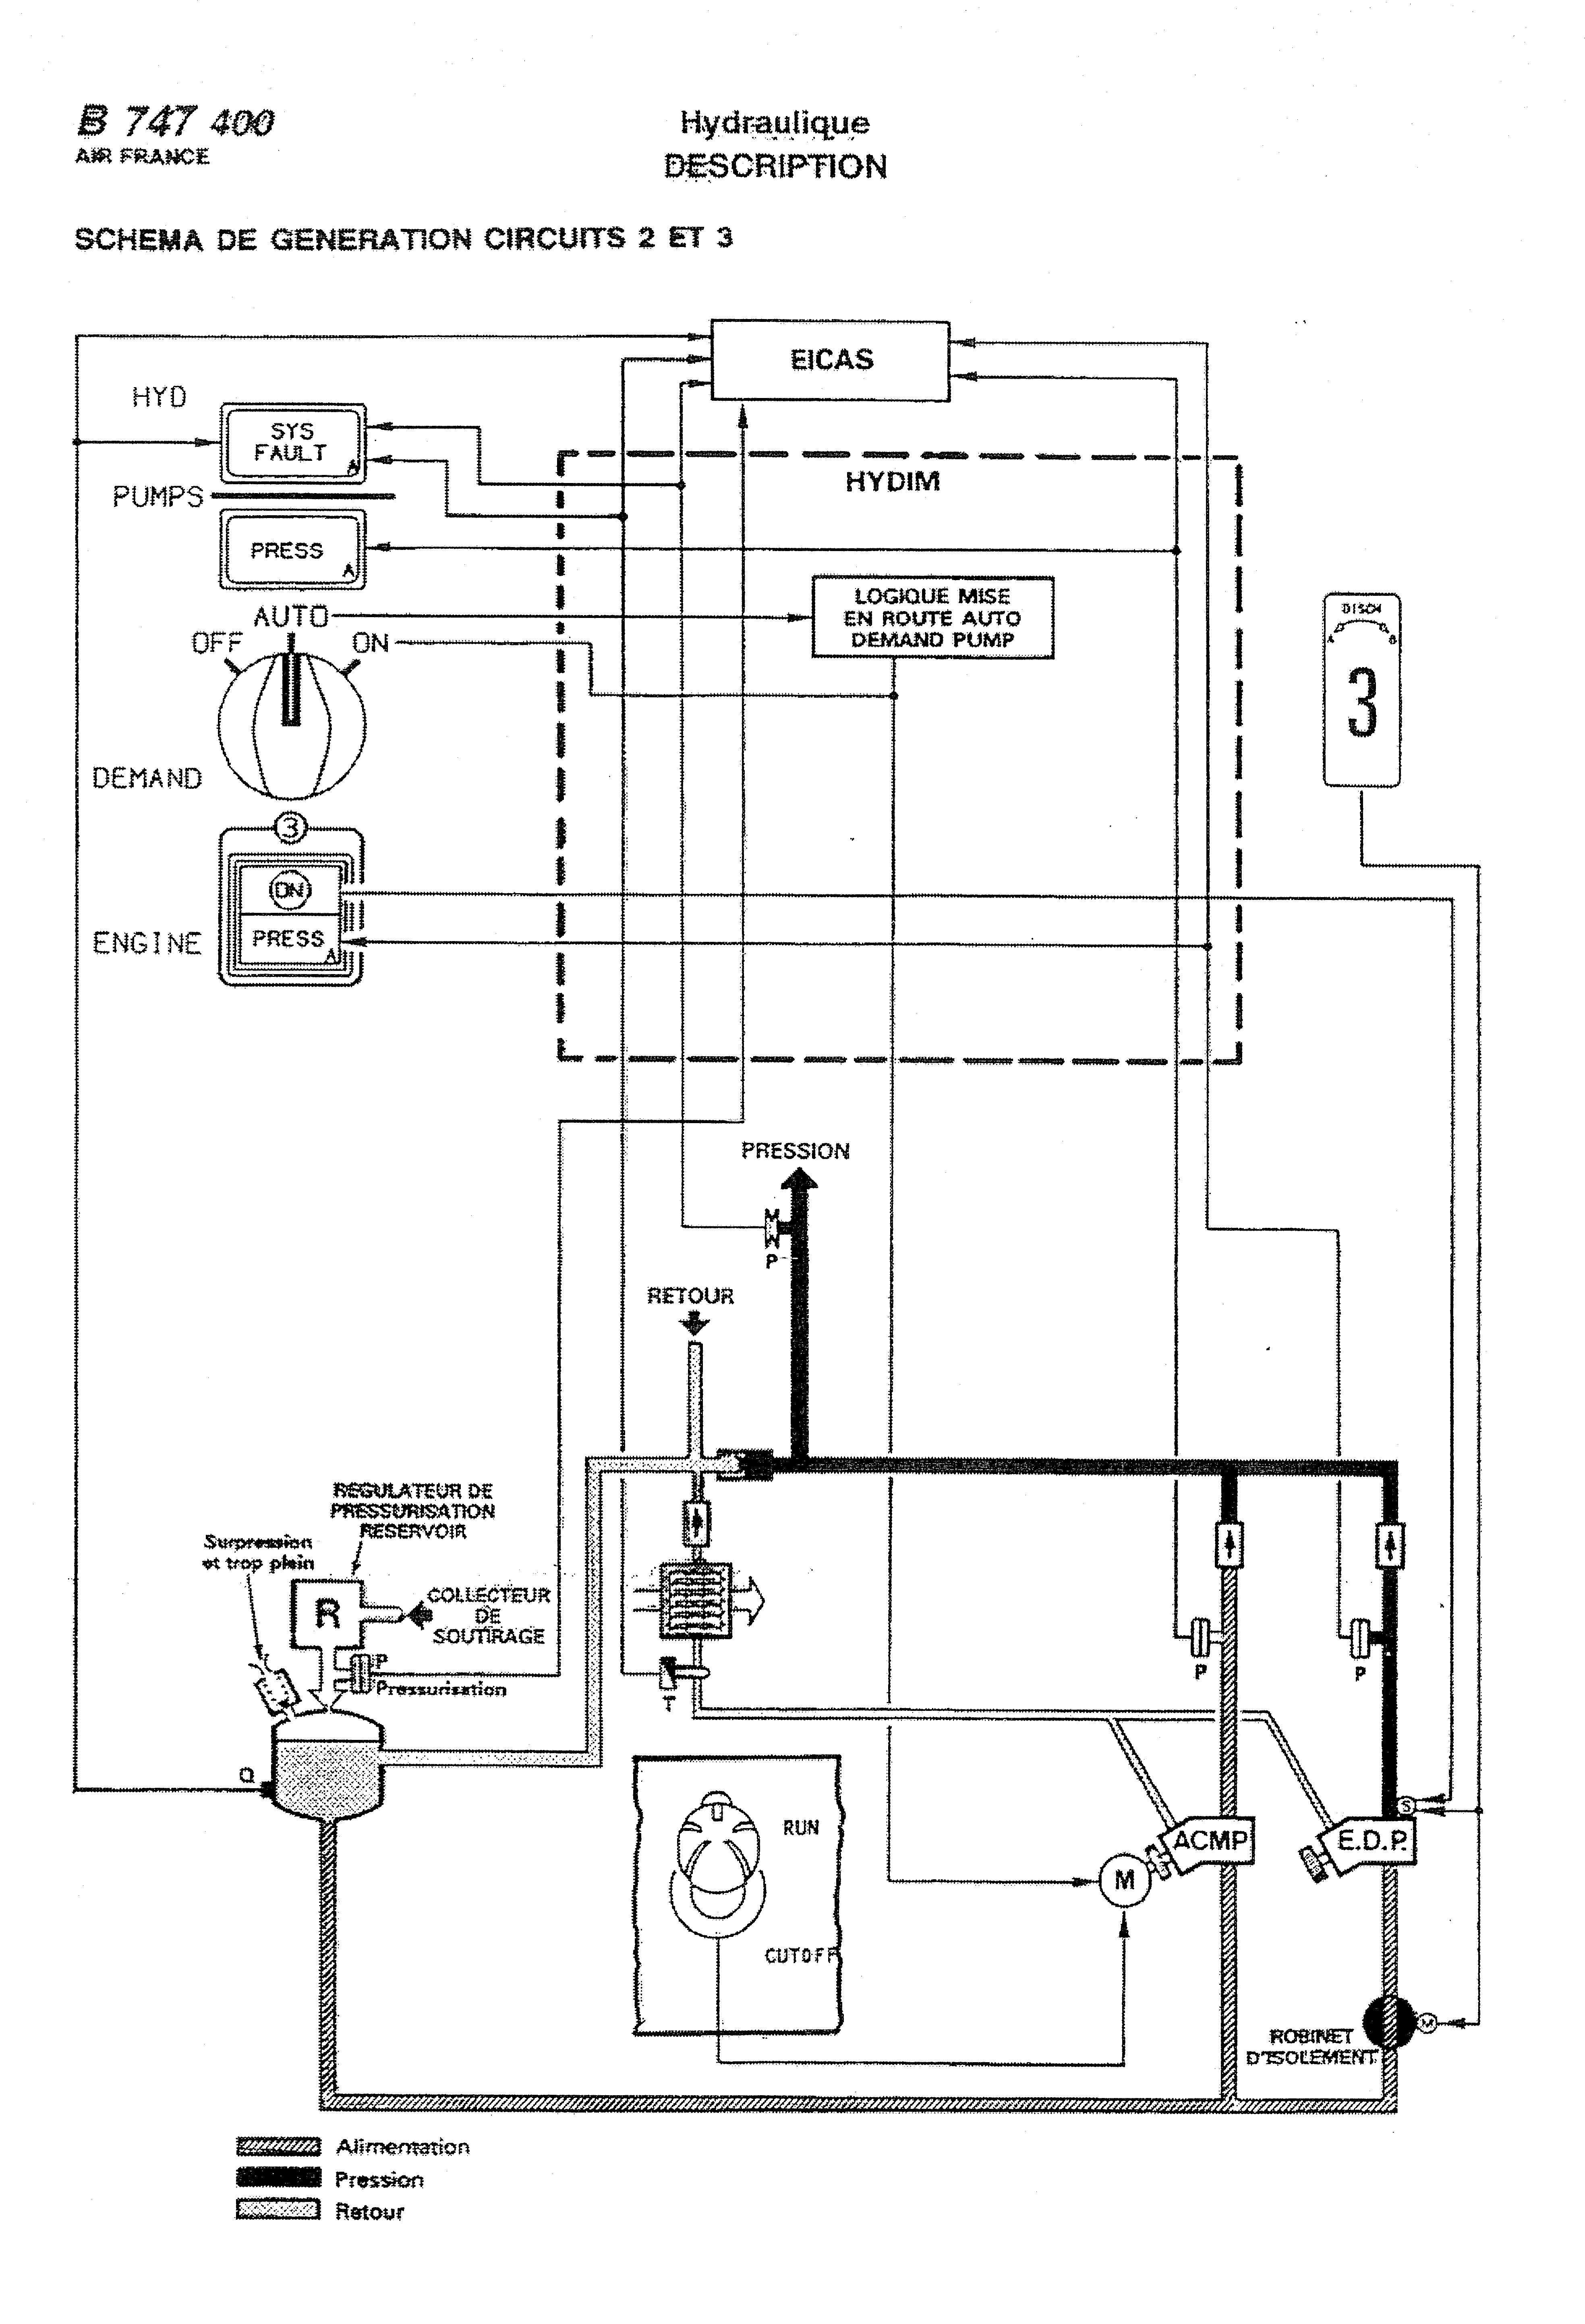 B 747 400
AIR FRANCE
Hydraulique
DESCRIPTION
SCHEMA DE GENERATION CIRCUITS 2 ET 3
EICAS
HYD
SYS
FAULT
A
HYDIM
PUMPS
PRESS
A
LOGIQUE MISE
EN ROUTE AUTO
DEMAND PUMP
AUTO
OFF
ON
DISCH
A
B
3
DEMAND
3
ON
ENGINE
PRESS
A
PRESSION
P
RETOUR
REGULATEUR DE
PRESSURISATION
RESERVOIR
Surpression
et trop plein
R
COLLECTEUR
DE
SOUTIRAGE
P
Pressurisation
T
P
P
Q
RUN
CUTOFF
S
ACMP
E.D.P.
M
M
ROBINET
D'ISOLEMENT
Alimentation
Pression
Retour